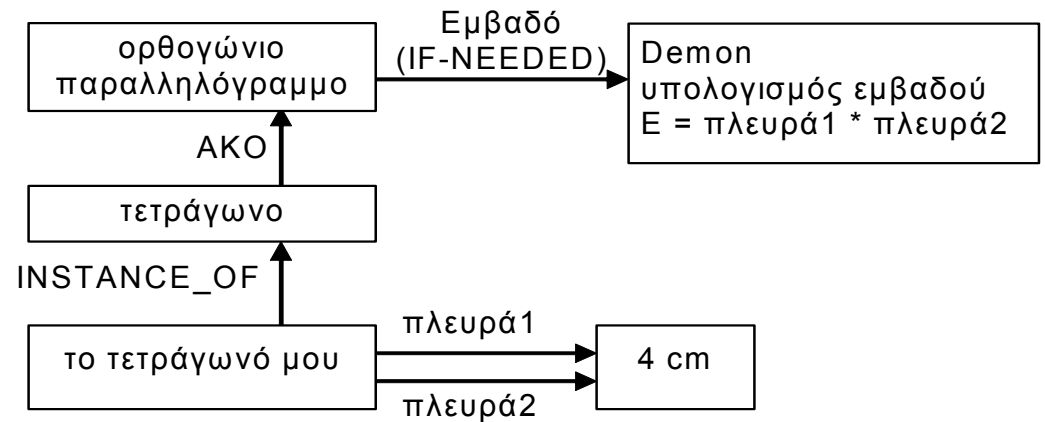 ορθογώνιο
παραλληλόγραμμο
Εμβαδό
(IF-NEEDED)
Demon
υπολογισμός εμβαδού
Ε = πλευρά1 * πλευρά2
AKO
τετράγωνο
INSTANCE_OF
το τετράγωνό μου
πλευρά1
πλευρά2
4 cm